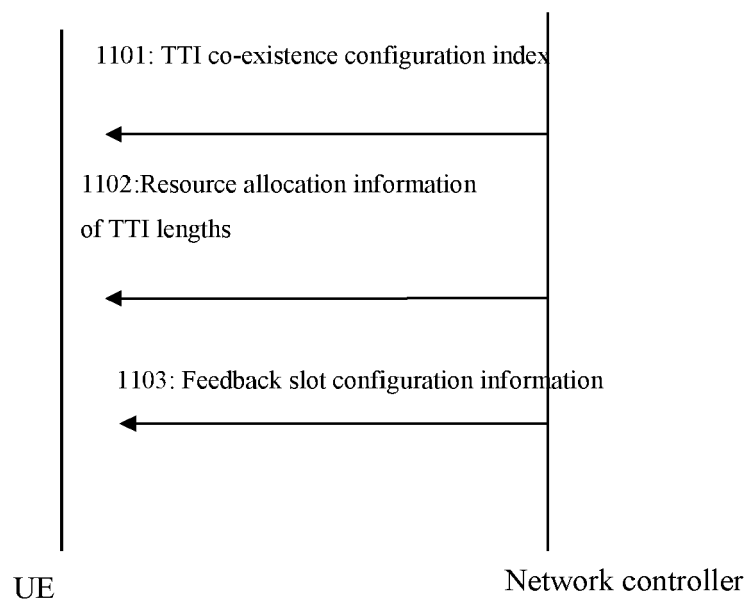 1101: TTI co-existence configuration index
1102:Resource allocation information
of TTI lengths
1103: Feedback slot configuration information
UE
Network controller